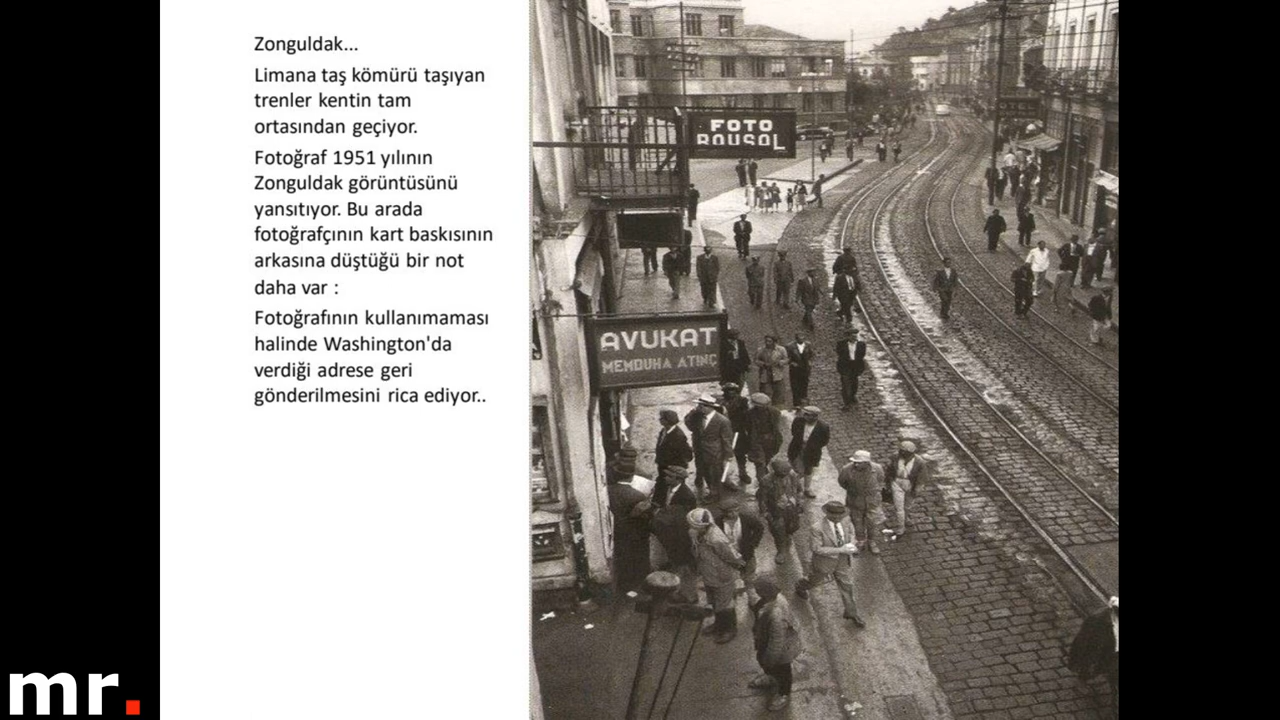 Zonguldak...
Limana taş kömürü taşıyan
trenler kentin tam
ortasından geçiyor.
Fotoğraf 1951 yılının
Zonguldak görüntüsünü
yansıtıyor. Bu arada
fotoğrafçının kart baskısının
arkasına düştüğü bir not
daha var :
Fotoğrafının kullanımaması
halinde Washington'da
verdiği adrese geri
gönderilmesini rica ediyor..
FOTO
AVUKAT
MEMDUHA ATINÇ
mr.